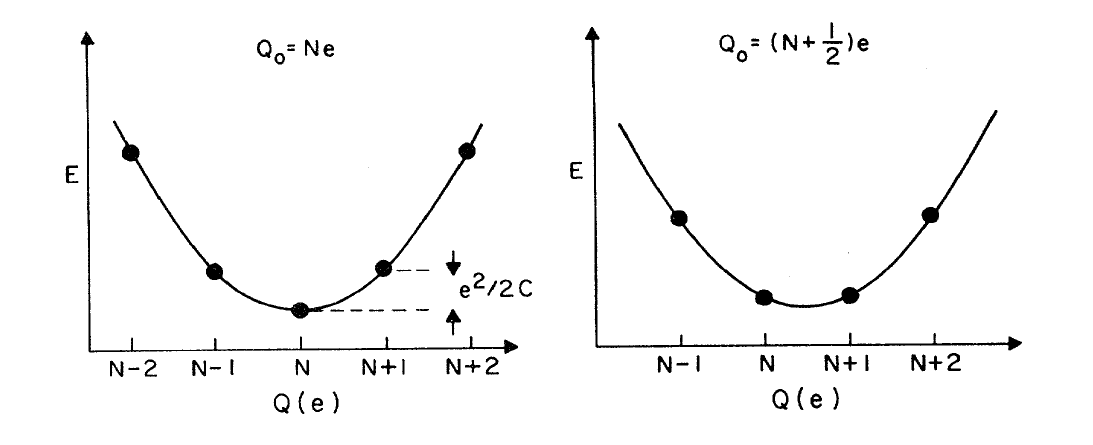 Q₀ = Ne
E
e²/2C
N-2 N-1 N N+1 N+2
Q(e)
Q₀ = (N + 1/2)e
E
N-1 N N+1 N+2
Q(e)